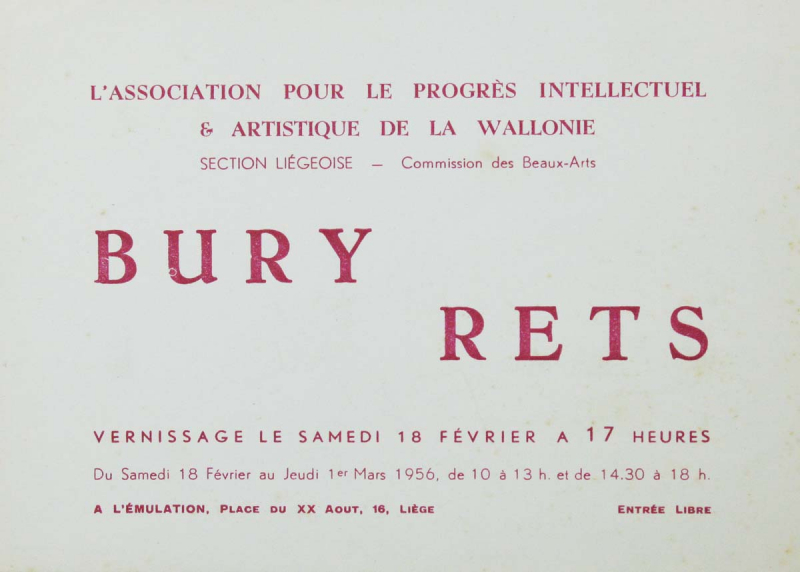 L'ASSOCIATION POUR LE PROGRÈS INTELLECTUEL
& ARTISTIQUE DE LA WALLONIE
SECTION LIÉGEOISE — Commission des Beaux-Arts
BURY
RETS
VERNISSAGE LE SAMEDI 18 FÉVRIER A 17 HEURES
Du Samedi 18 Février au Jeudi 1er Mars 1956, de 10 à 13 h. et de 14.30 à 18 h.
A L'ÉMULATION, PLACE DU XX AOUT, 16, LIÈGE ENTRÉE LIBRE